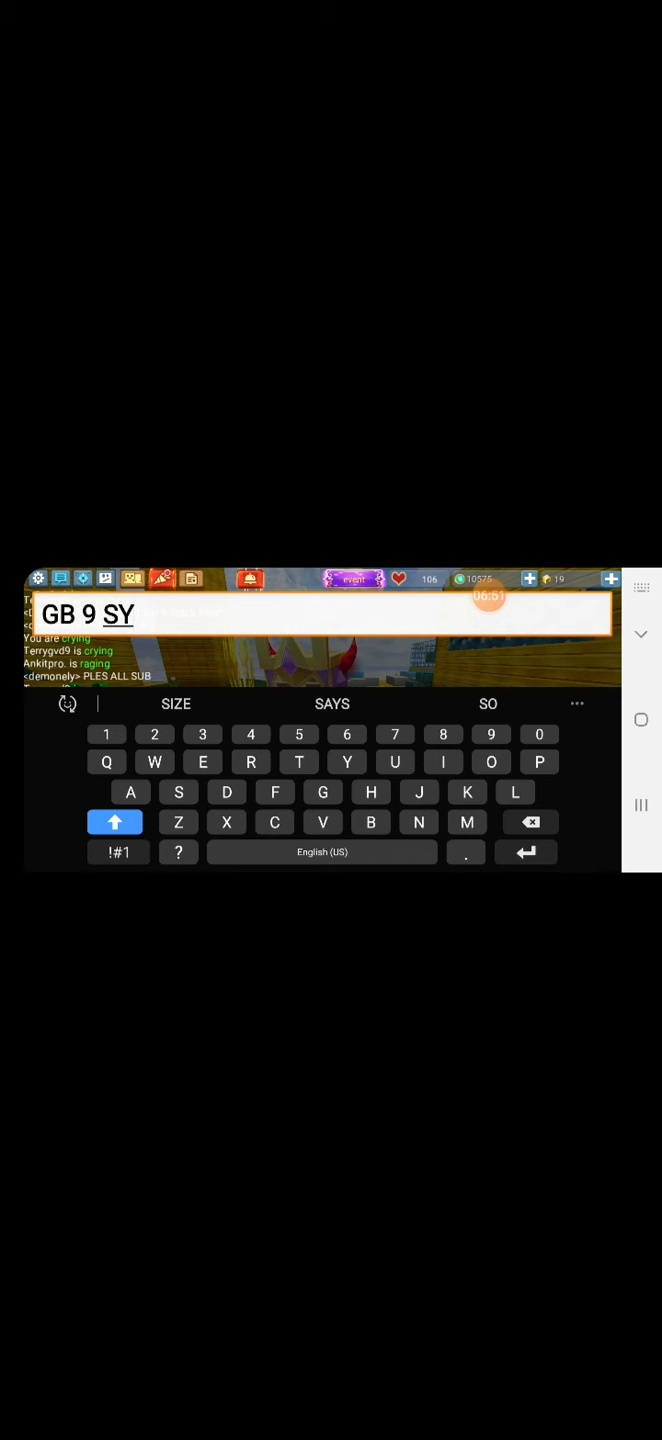 event 106 10575 19
06:51
GB 9 SY
You are crying
Terrygvd9 is crying
Ankitpro. is raging
<demonely> PLES ALL SUB
SIZE SAYS SO
1 2 3 4 5 6 7 8 9 0
Q W E R T Y U I O P
A S D F G H J K L
Z X C V B N M
!#1 ? English (US) .